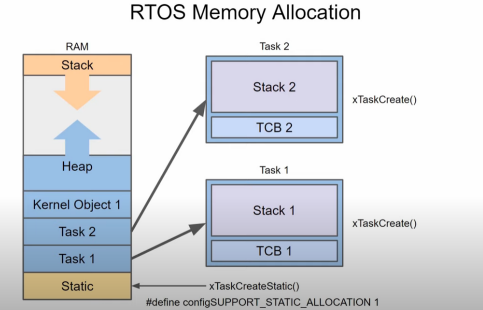 RTOS Memory Allocation
RAM
Stack
Heap
Kernel Object 1
Task 2
Task 1
Static
Task 2
Stack 2
TCB 2
xTaskCreate()
Task 1
Stack 1
TCB 1
xTaskCreate()
xTaskCreateStatic()
#define configSUPPORT_STATIC_ALLOCATION 1